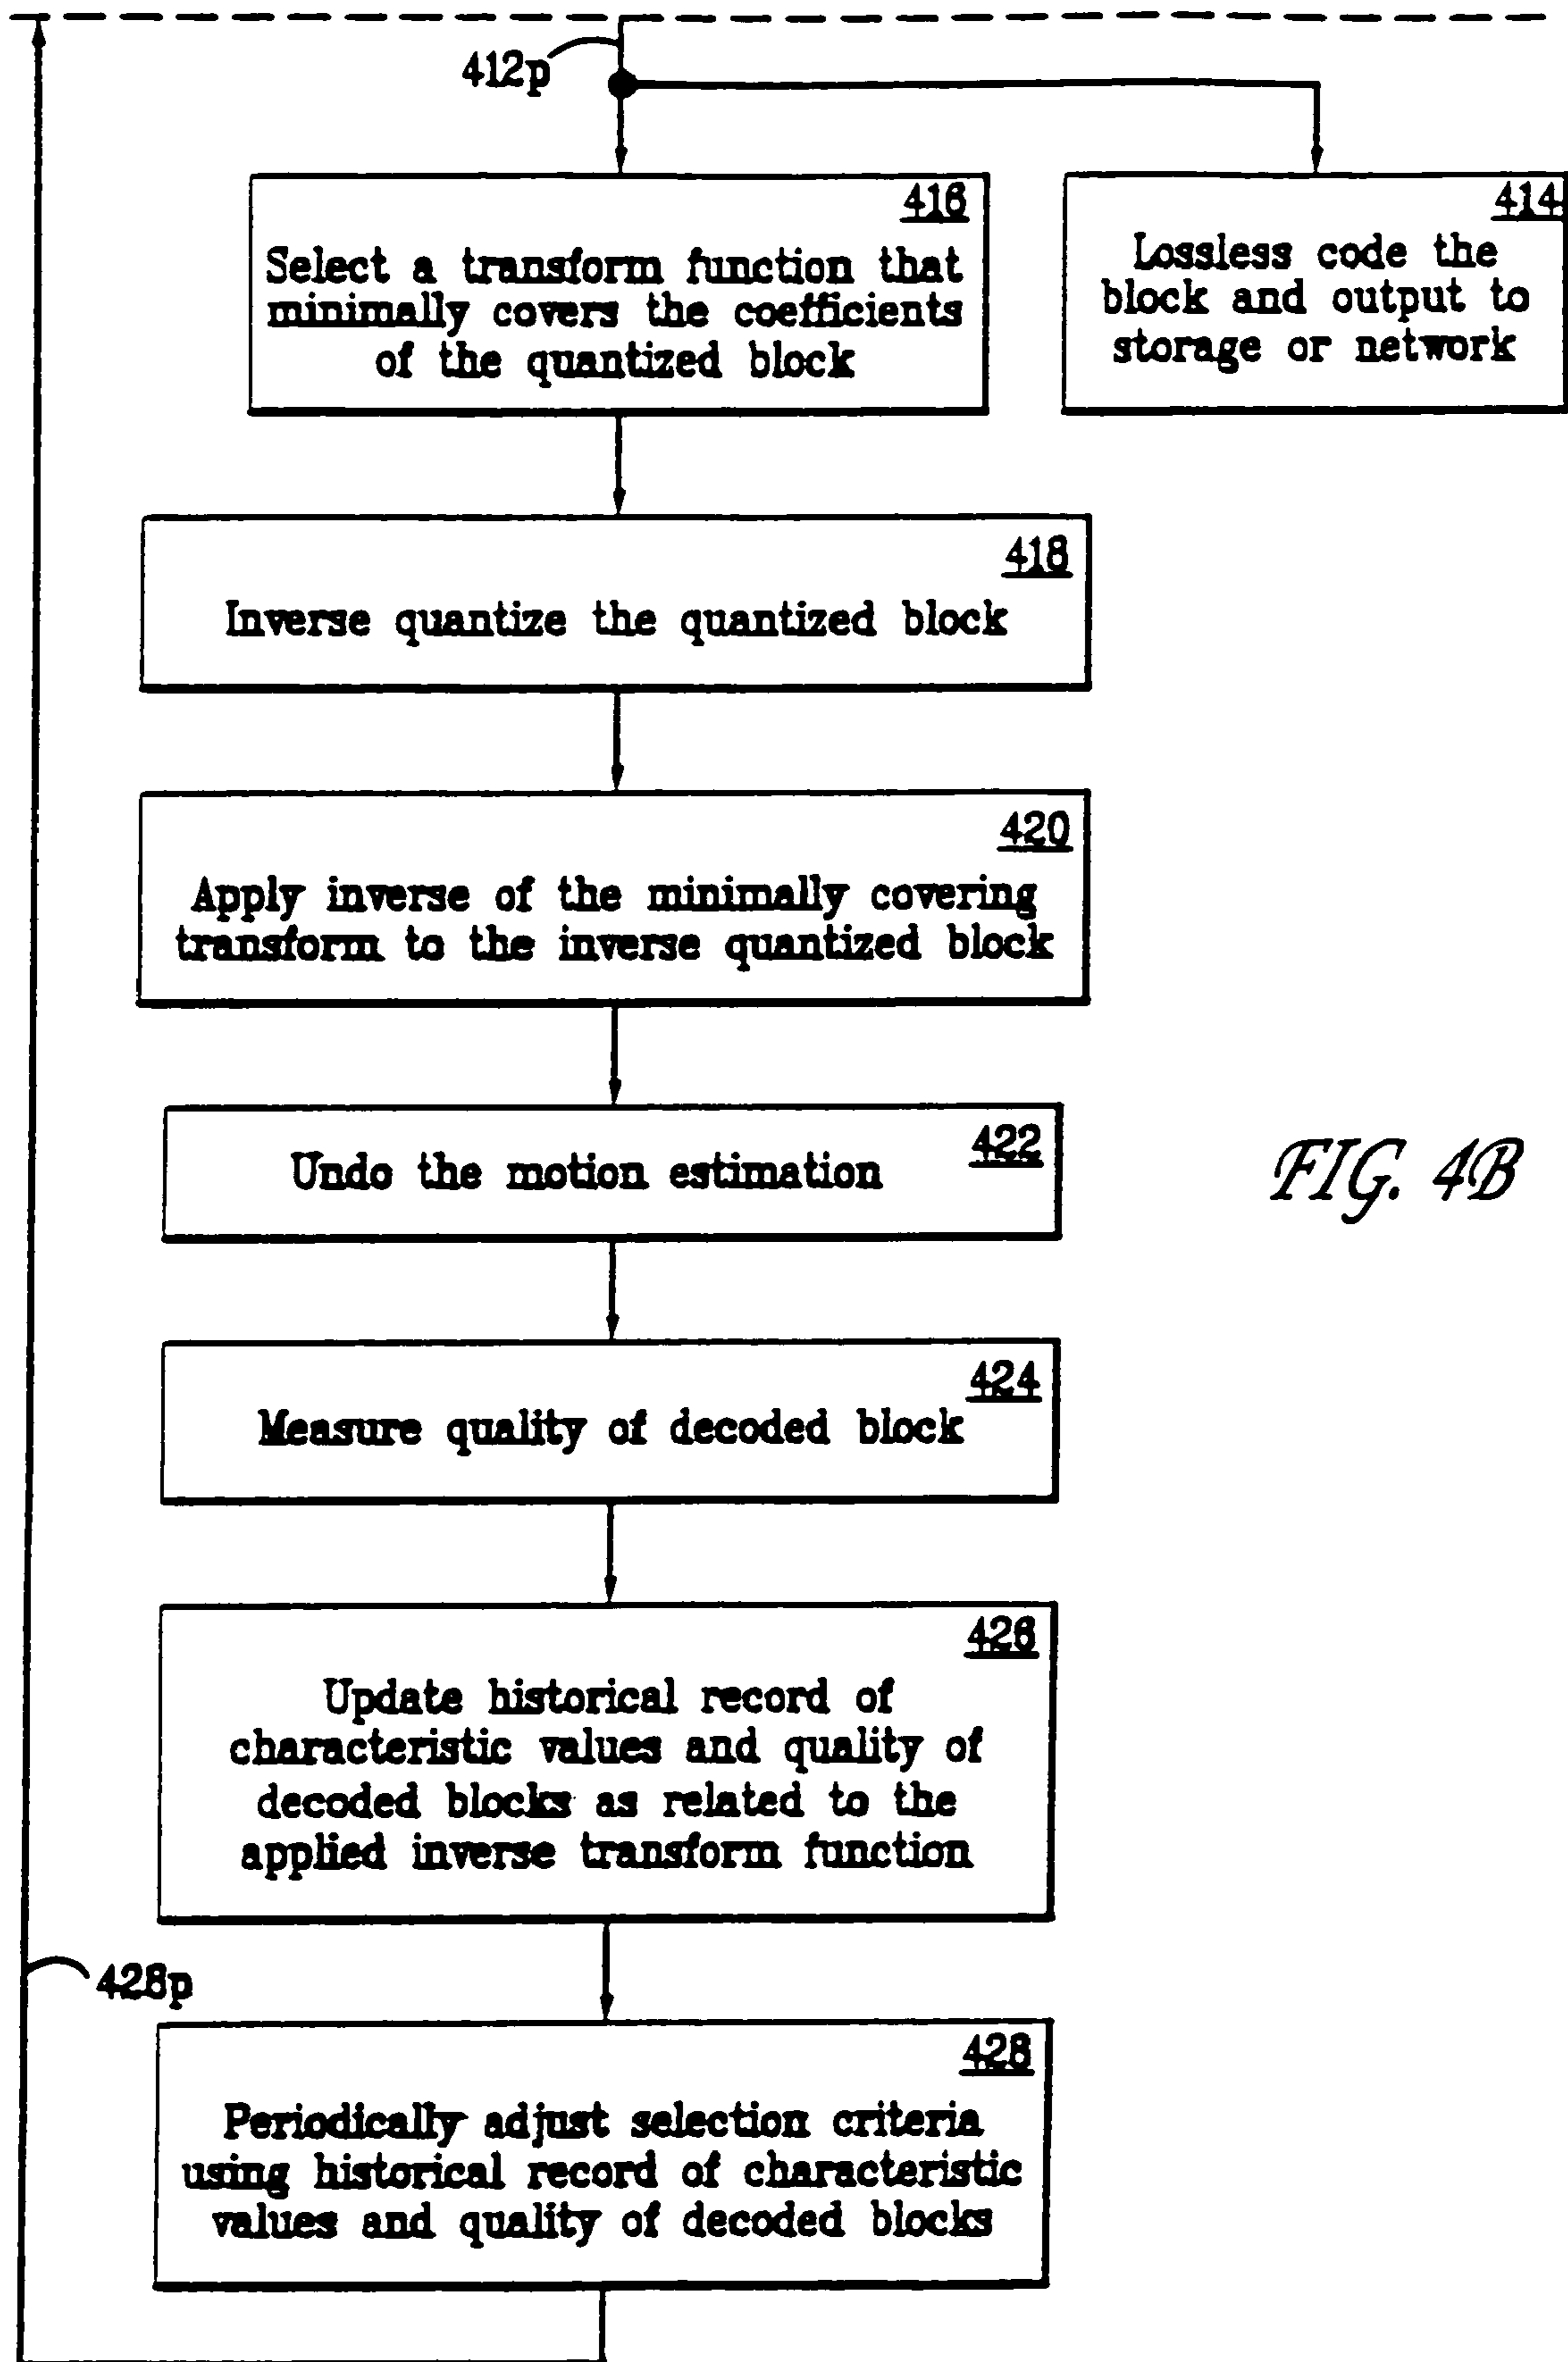 412p
416
Select a transform function that
minimally covers the coefficients
of the quantized block
414
Lossless code the
block and output to
storage or network
418
Inverse quantize the quantized block
420
Apply inverse of the minimally covering
transform to the inverse quantized block
422
Undo the motion estimation
FIG. 4B
424
Measure quality of decoded block
426
Update historical record of
characteristic values and quality of
decoded blocks as related to the
applied inverse transform function
428p
428
Periodically adjust selection criteria
using historical record of characteristic
values and quality of decoded blocks